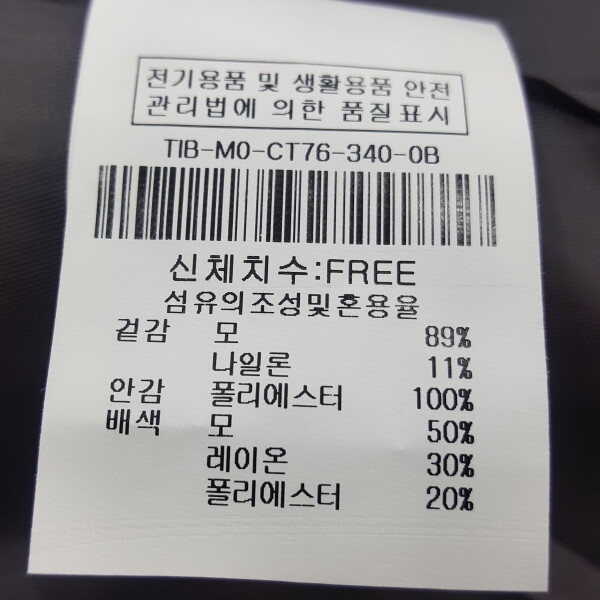 전기용품 및 생활용품 안전
관리법에 의한 품질표시
TIB-MO-CT76-340-OB
신체치수:FREE
섬유의조성및혼용율
겉감 모 89%
나일론 11%
안감 폴리에스터 100%
배색 모 50%
레이온 30%
폴리에스터 20%